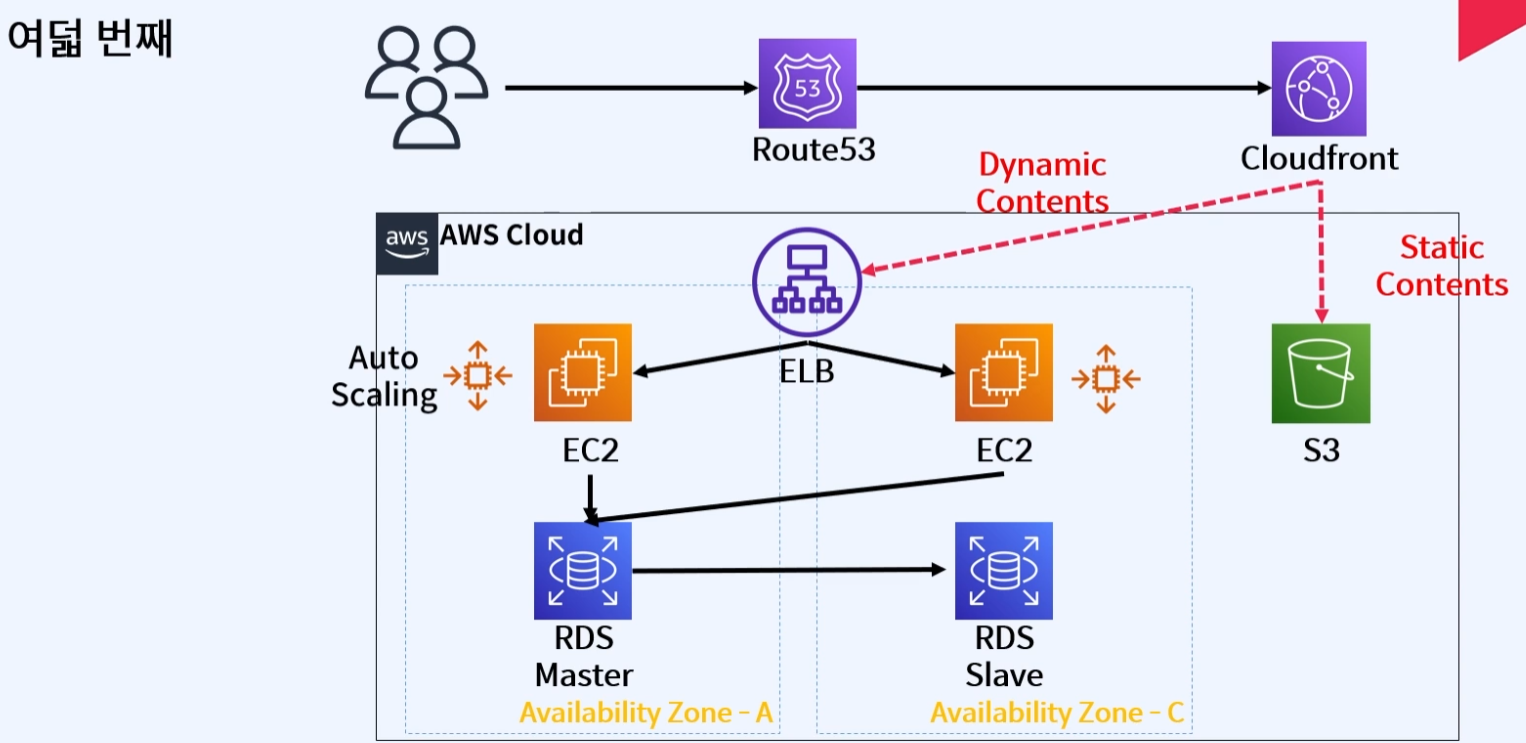 여덟 번째
53
Route53
Cloudfront
Dynamic
Contents
aws
AWS Cloud
Static
Contents
Auto
Scaling
ELB
EC2
EC2
S3
RDS
Master
RDS
Slave
Availability Zone - A
Availability Zone - C